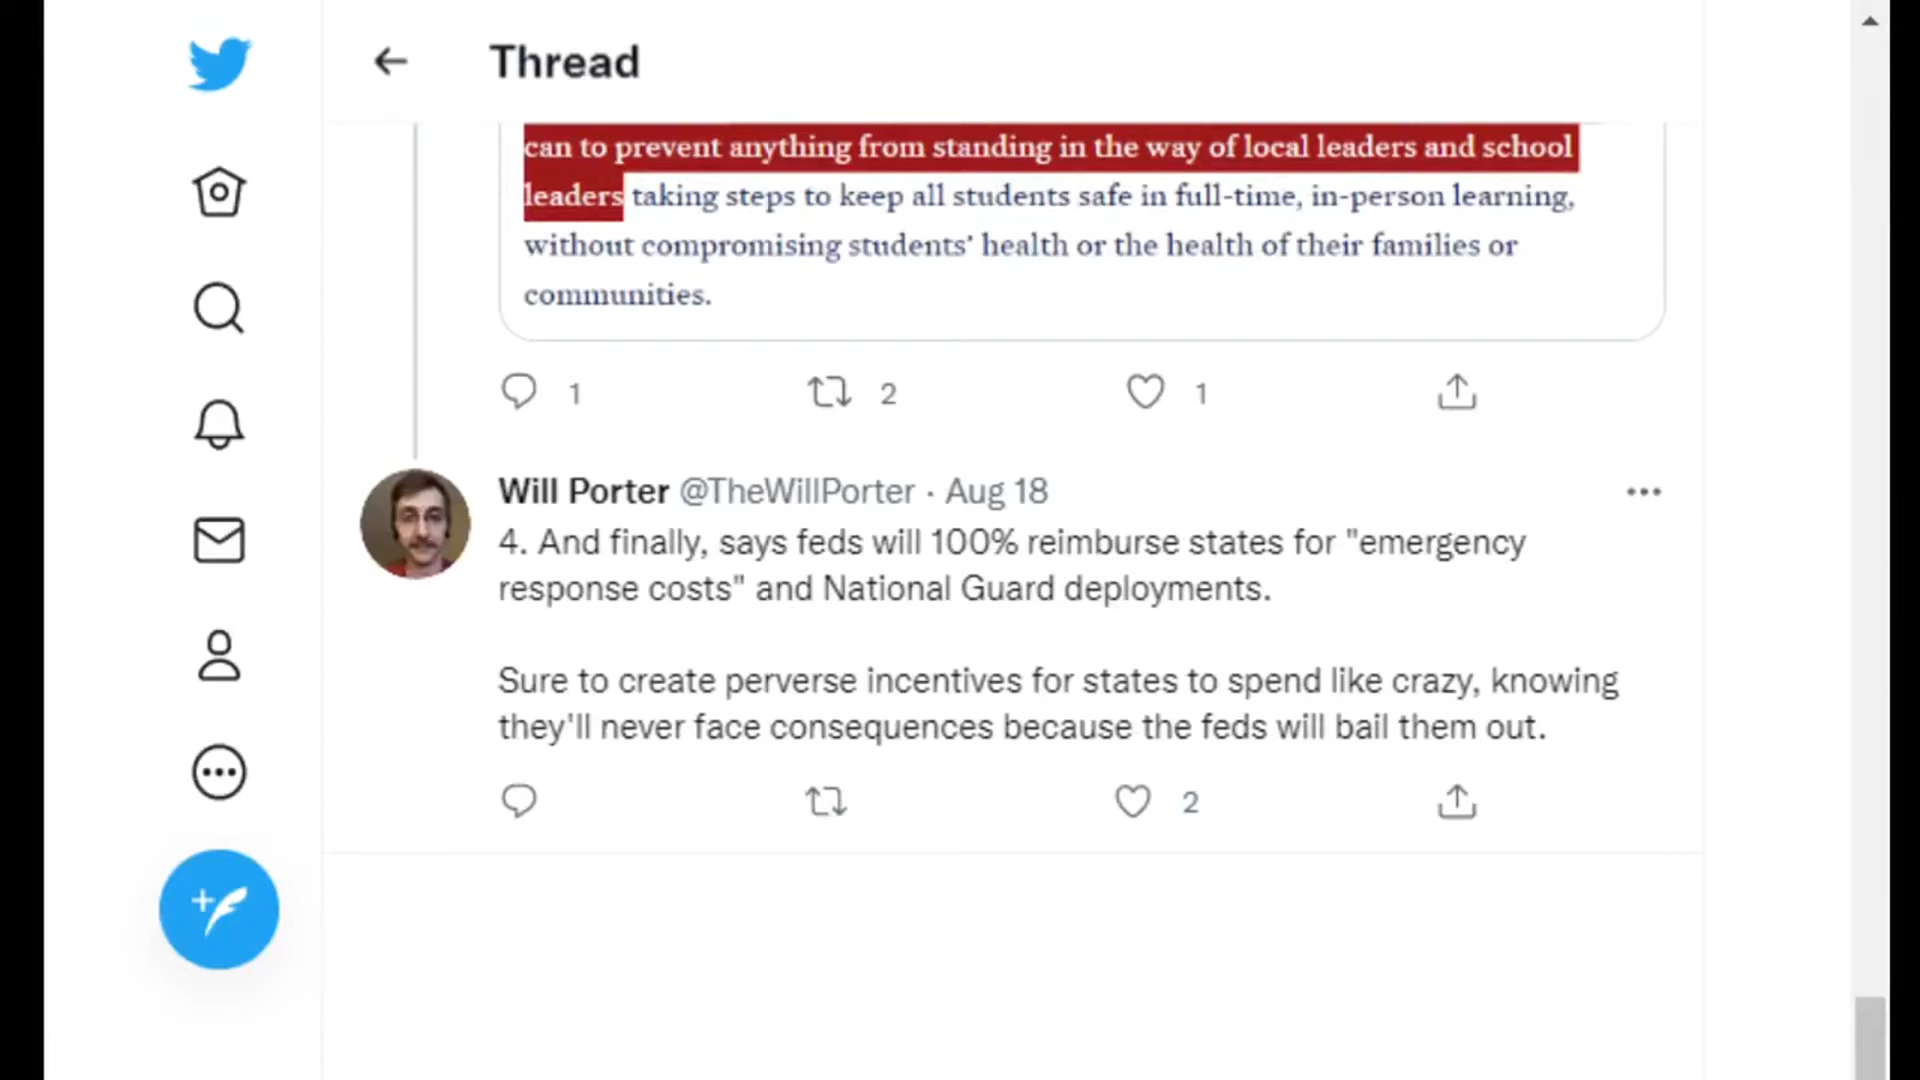 Thread
can to prevent anything from standing in the way of local leaders and school
leaders taking steps to keep all students safe in full-time, in-person learning,
without compromising students' health or the health of their families or
communities.
1 2 1
Will Porter @TheWillPorter · Aug 18
4. And finally, says feds will 100% reimburse states for "emergency
response costs" and National Guard deployments.
Sure to create perverse incentives for states to spend like crazy, knowing
they'll never face consequences because the feds will bail them out.
2